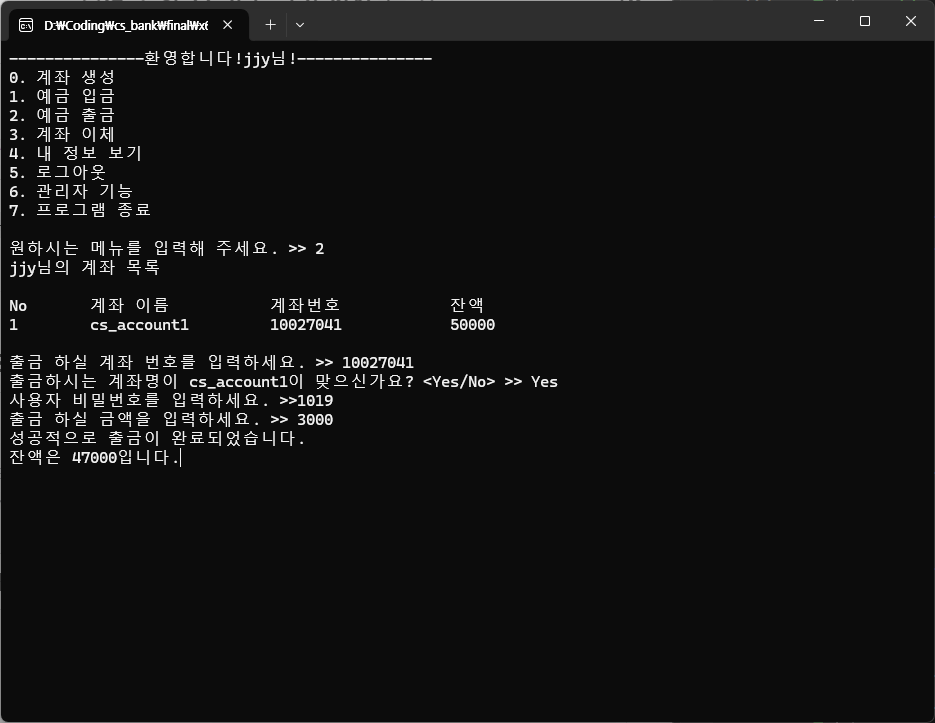 D:₩Coding₩cs_bank₩final₩x6
---------------환영합니다!jjy님!---------------
0. 계좌 생성
1. 예금 입금
2. 예금 출금
3. 계좌 이체
4. 내 정보 보기
5. 로그아웃
6. 관리자 기능
7. 프로그램 종료
원하시는 메뉴를 입력해 주세요. >> 2
jjy님의 계좌 목록
No 계좌 이름 계좌번호 잔액
1 cs_account1 10027041 50000
출금 하실 계좌 번호를 입력하세요. >> 10027041
출금하시는 계좌명이 cs_account1이 맞으신가요? <Yes/No> >> Yes
사용자 비밀번호를 입력하세요. >>1019
출금 하실 금액을 입력하세요. >> 3000
성공적으로 출금이 완료되었습니다.
잔액은 47000입니다.